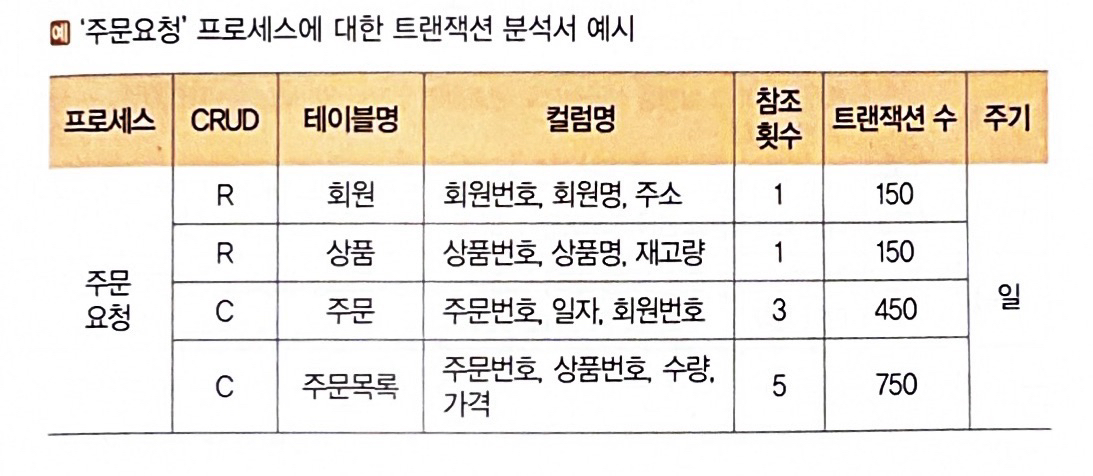 예 '주문요청' 프로세스에 대한 트랜잭션 분석서 예시
프로세스 CRUD 테이블명 컬럼명 참조 횟수 트랜잭션 수 주기
주문 요청
R 회원 회원번호, 회원명, 주소 1 150
R 상품 상품번호, 상품명, 재고량 1 150
C 주문 주문번호, 일자, 회원번호 3 450
C 주문목록 주문번호, 상품번호, 수량, 가격 5 750
일